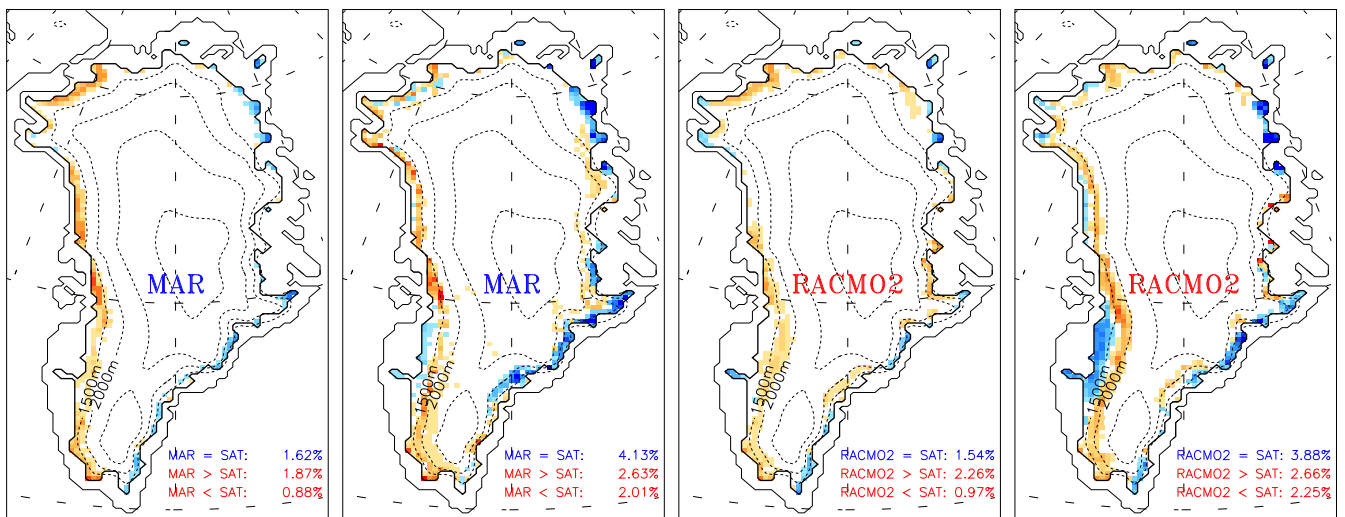 MAR
1500m
2000m
MAR = SAT: 1.62%
MAR > SAT: 1.87%
MAR < SAT: 0.88%
MAR
1500m
2000m
MAR = SAT: 4.13%
MAR > SAT: 2.63%
MAR < SAT: 2.01%
RACMO2
1500m
2000m
RACMO2 = SAT: 1.54%
RACMO2 > SAT: 2.26%
RACMO2 < SAT: 0.97%
RACMO2
1500m
2000m
RACMO2 = SAT: 3.88%
RACMO2 > SAT: 2.66%
RACMO2 < SAT: 2.25%